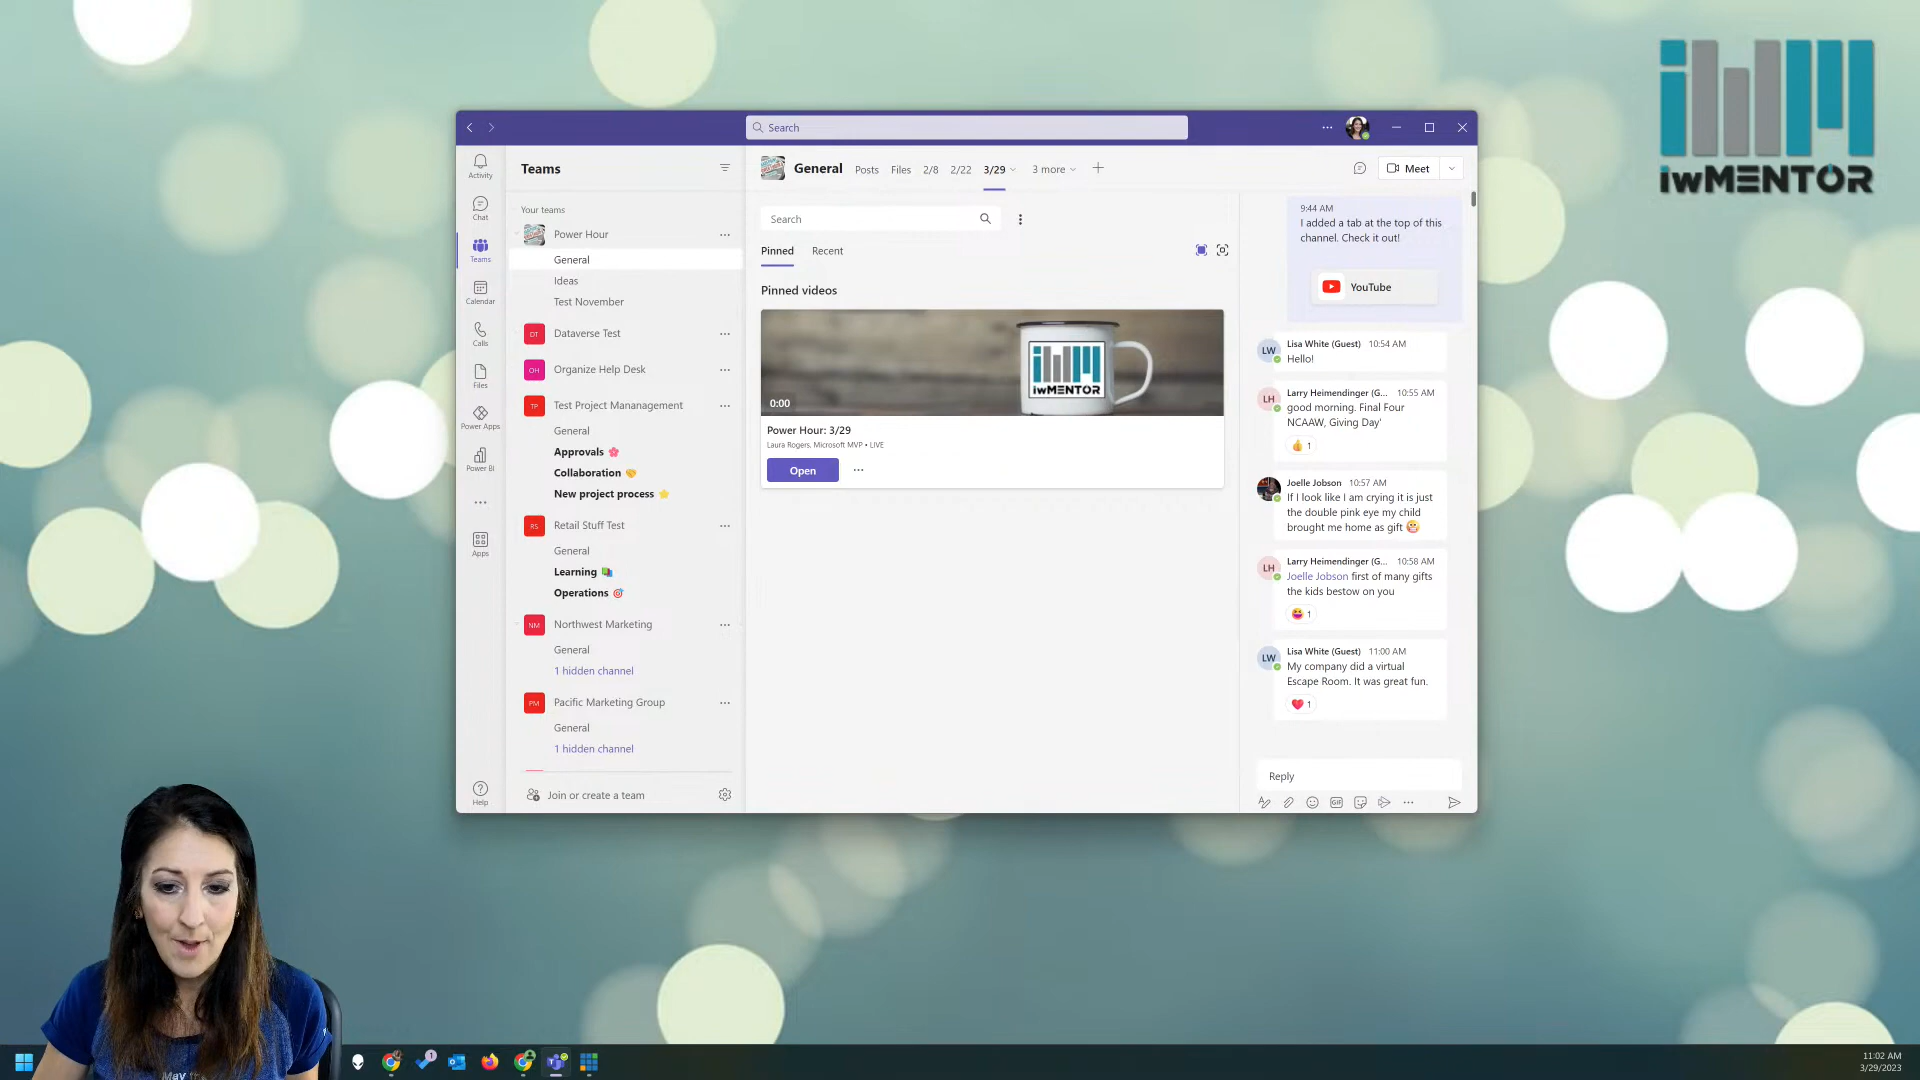 iwMENTOR
Search
Activity
Chat
Teams
Calendar
Calls
Files
Power Apps
Power BI
Apps
Help
Teams
Your teams
Power Hour
General
Ideas
Test November
DT Dataverse Test
OH Organize Help Desk
TP Test Project Mananagement
General
Approvals 🌸
Collaboration 🤝
New project process ⭐
RS Retail Stuff Test
General
Learning 📚
Operations 🎯
NM Northwest Marketing
General
1 hidden channel
PM Pacific Marketing Group
General
1 hidden channel
Join or create a team
General Posts Files 2/8 2/22 3/29 3 more
Meet
Search
Pinned Recent
Pinned videos
iwMENTOR
0:00
Power Hour: 3/29
Laura Rogers, Microsoft MVP • LIVE
Open
9:44 AM
I added a tab at the top of this
channel. Check it out!
YouTube
LW Lisa White (Guest) 10:54 AM
Hello!
LH Larry Heimendinger (G... 10:55 AM
good morning. Final Four
NCAAW, Giving Day'
👍 1
Joelle Jobson 10:57 AM
If I look like I am crying it is just
the double pink eye my child
brought me home as gift 😷
LH Larry Heimendinger (G... 10:58 AM
Joelle Jobson first of many gifts
the kids bestow on you
😆 1
LW Lisa White (Guest) 11:00 AM
My company did a virtual
Escape Room. It was great fun.
❤️ 1
Reply
GIF
May
1
11:02 AM
3/29/2023